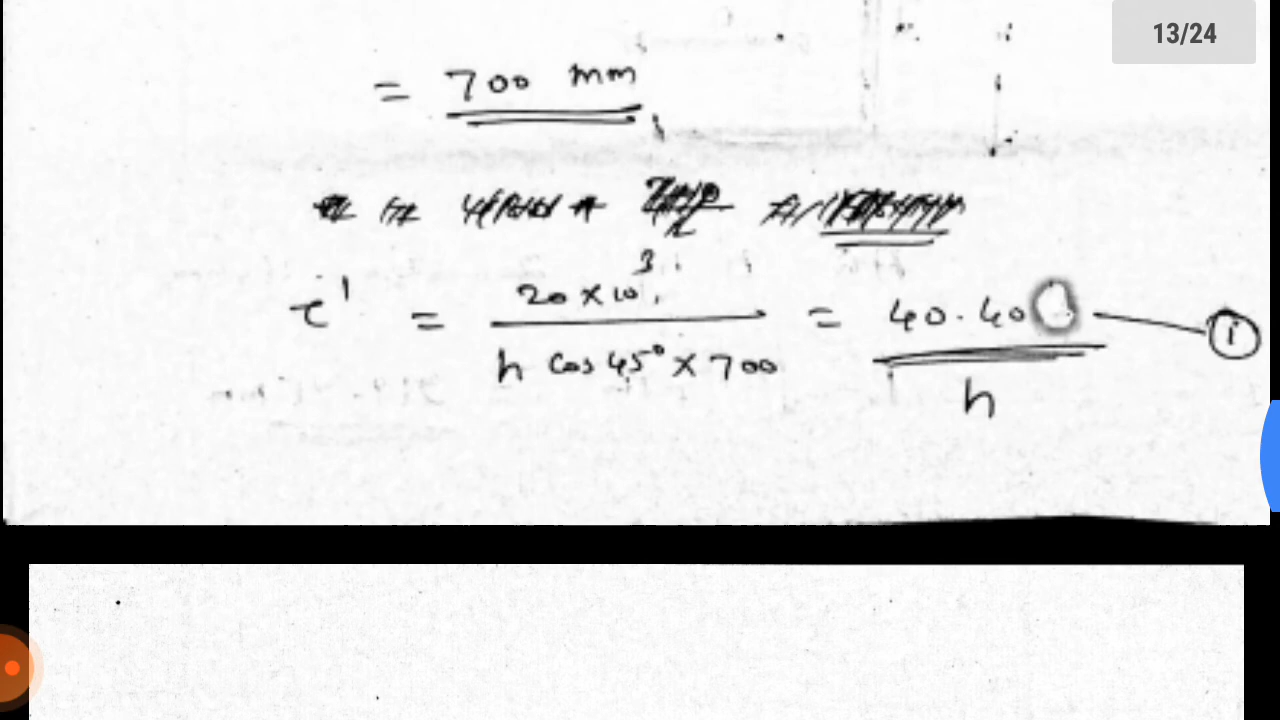 13/24
= 700 mm
τ' = 20 × 10³ / h cos 45° × 700 = 40.40 / h — ①